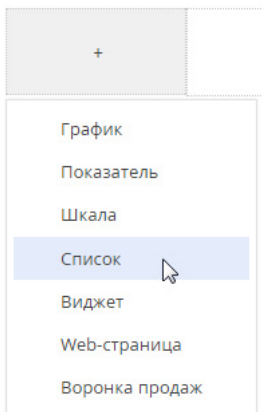 +
График
Показатель
Шкала
Список
Виджет
Web-страница
Воронка продаж